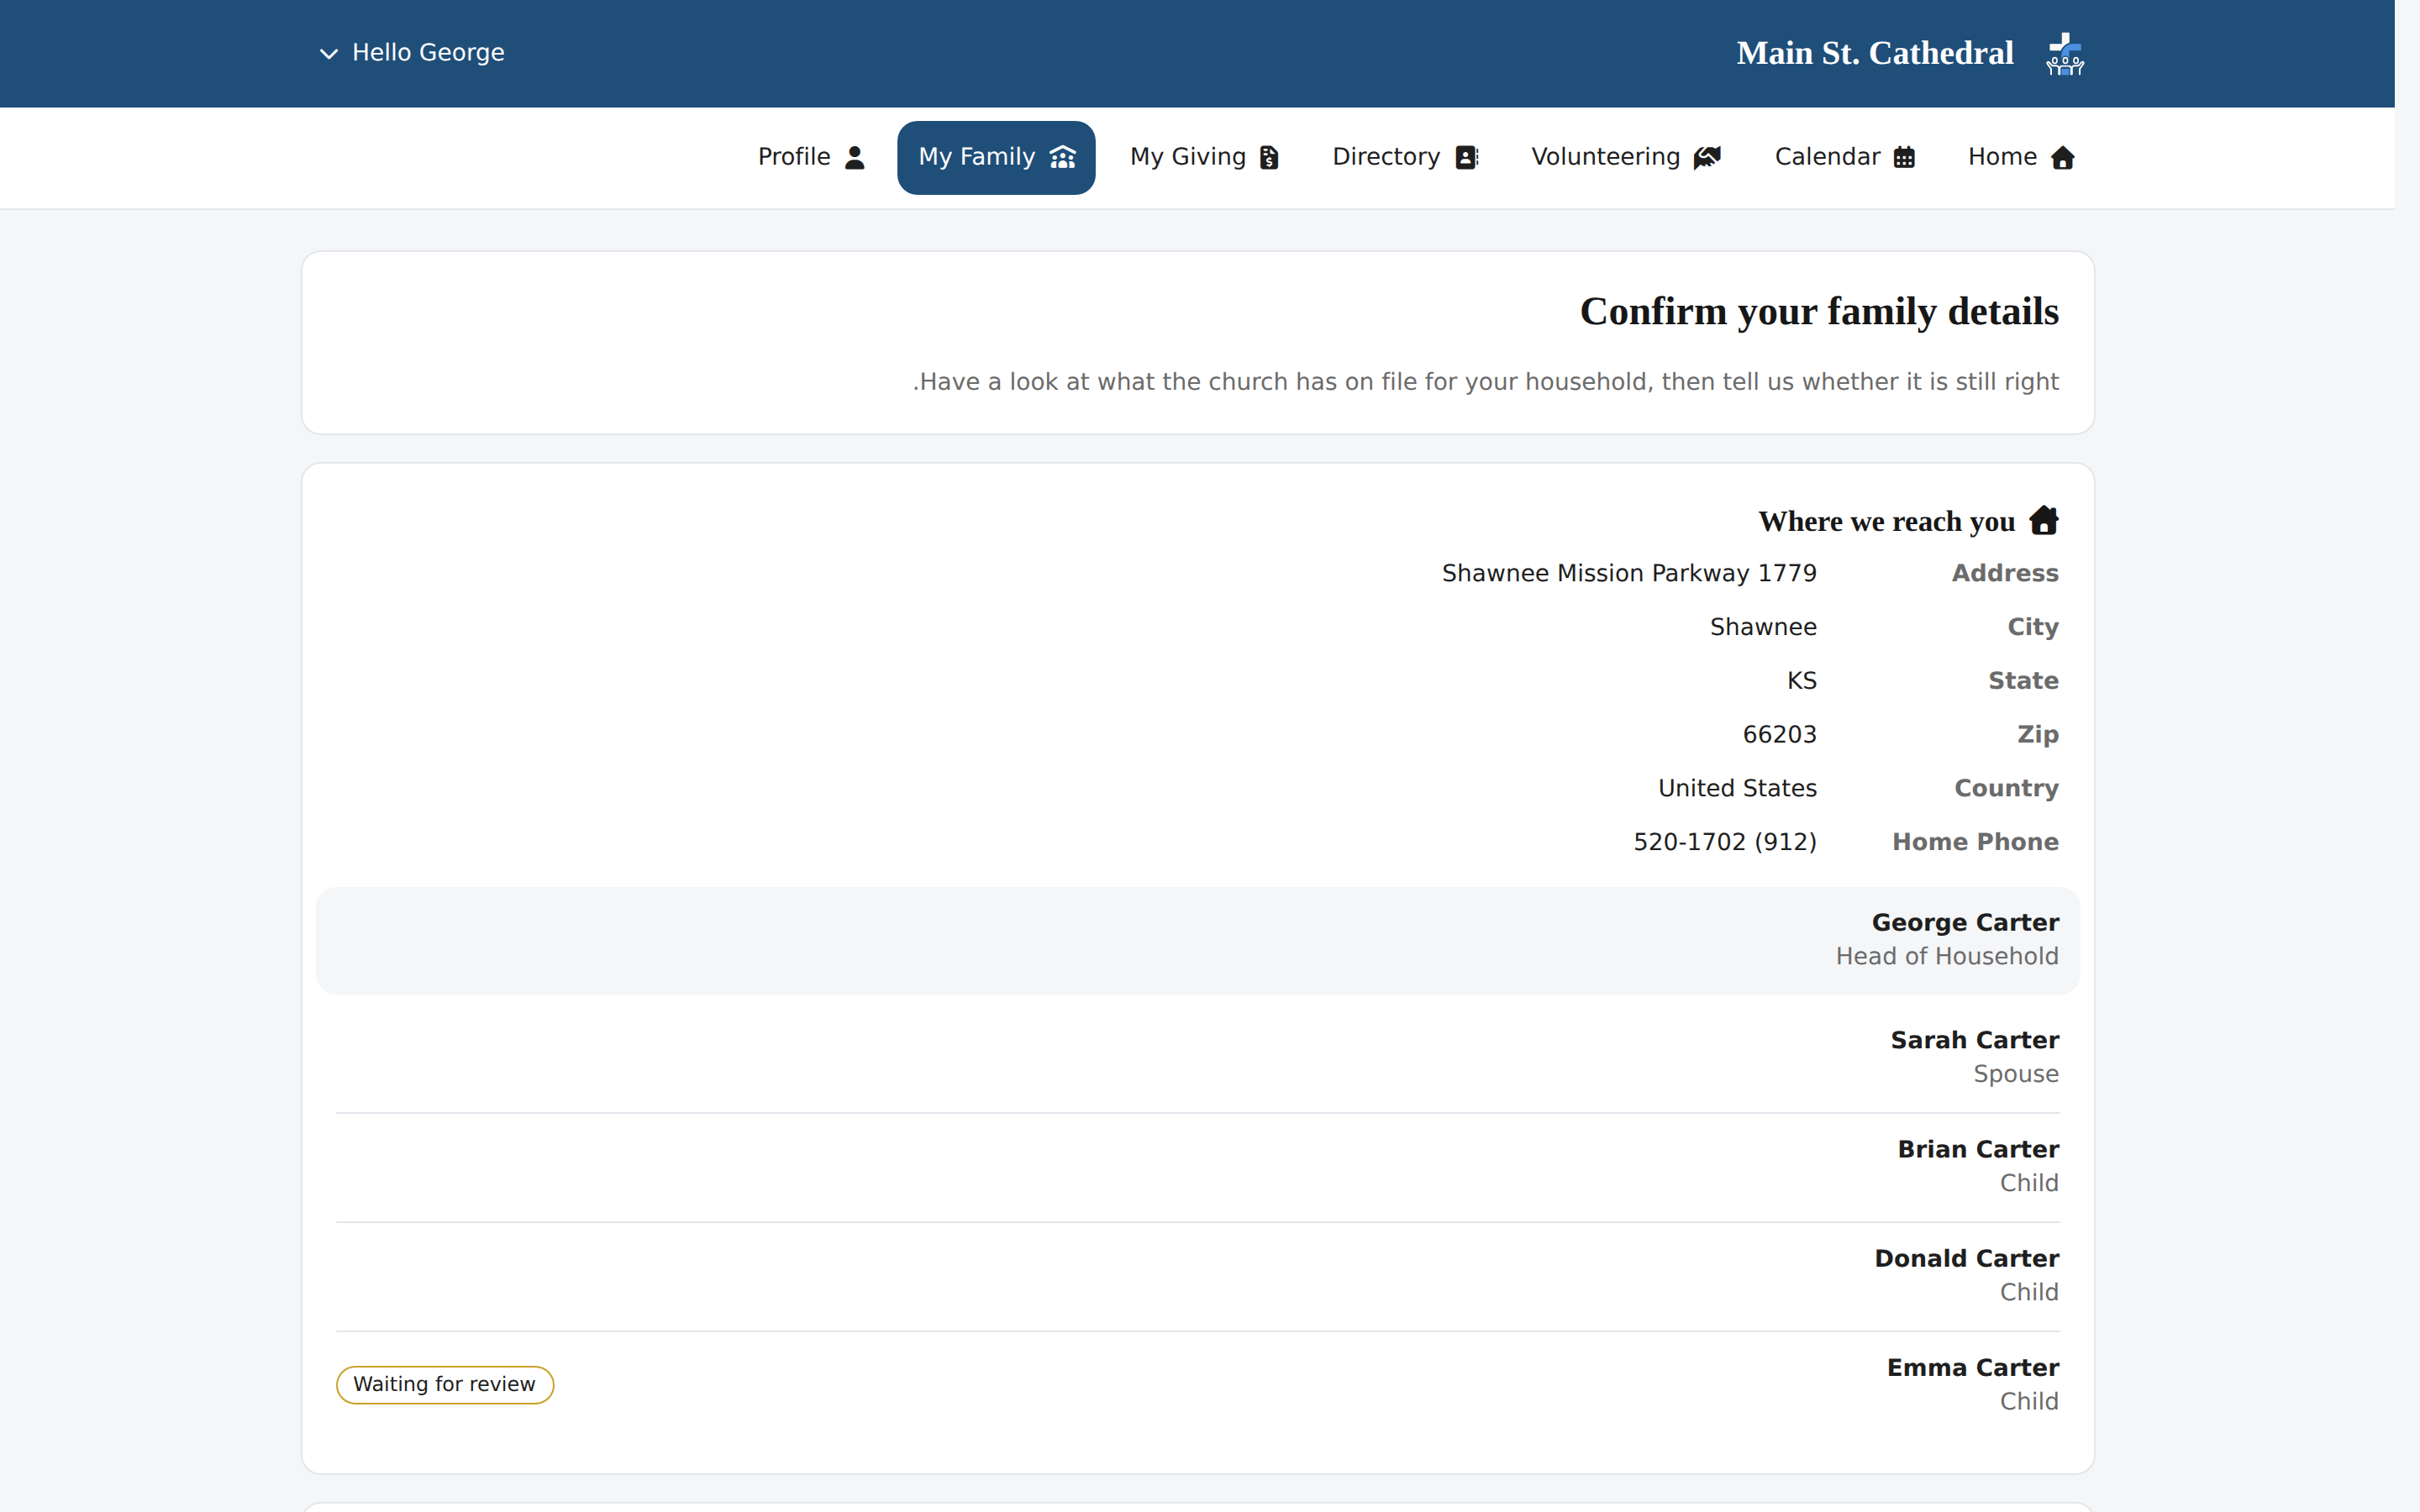 Main St. Cathedral
Hello George
Home
Calendar
Volunteering
Directory
My Giving
My Family
Profile
Confirm your family details
.Have a look at what the church has on file for your household, then tell us whether it is still right
Where we reach you
Address Shawnee Mission Parkway 1779
City Shawnee
State KS
Zip 66203
Country United States
Home Phone 520-1702 (912)
George Carter
Head of Household
Sarah Carter
Spouse
Brian Carter
Child
Donald Carter
Child
Emma Carter
Child
Waiting for review